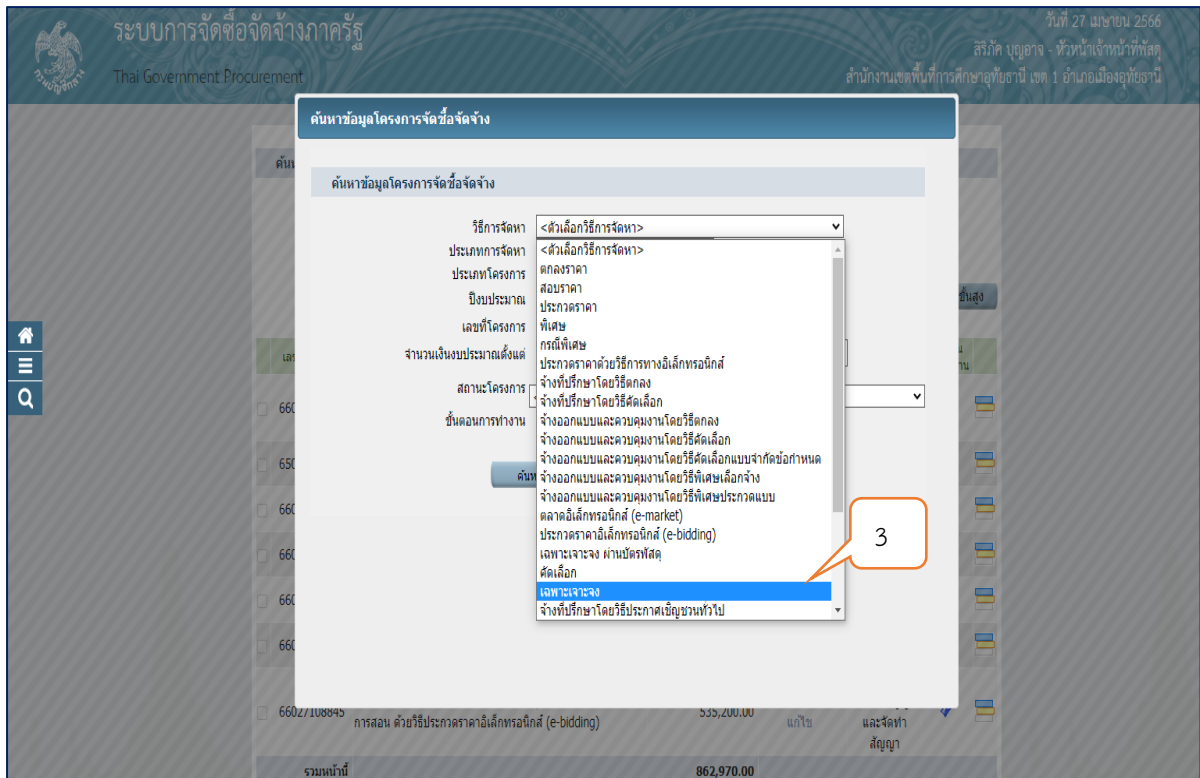 ระบบการจัดซื้อจัดจ้างภาครัฐ
Thai Government Procurement
วันที่ 27 เมษายน 2566
สิริภัค บุญอาจ - หัวหน้าเจ้าหน้าที่พัสดุ
สำนักงานเขตพื้นที่การศึกษาอุทัยธานี เขต 1 อำเภอเมืองอุทัยธานี
กรมบัญชีกลาง
ค้นหาข้อมูลโครงการจัดซื้อจัดจ้าง
ค้นหาข้อมูลโครงการจัดซื้อจัดจ้าง
วิธีการจัดหา <ตัวเลือกวิธีการจัดหา>
ประเภทการจัดหา
ประเภทโครงการ
ปีงบประมาณ
เลขที่โครงการ
จำนวนเงินงบประมาณตั้งแต่
สถานะโครงการ
ขั้นตอนการทำงาน
<ตัวเลือกวิธีการจัดหา>
ตกลงราคา
สอบราคา
ประกวดราคา
พิเศษ
กรณีพิเศษ
ประกวดราคาด้วยวิธีการทางอิเล็กทรอนิกส์
จ้างที่ปรึกษาโดยวิธีตกลง
จ้างที่ปรึกษาโดยวิธีคัดเลือก
จ้างออกแบบและควบคุมงานโดยวิธีตกลง
จ้างออกแบบและควบคุมงานโดยวิธีคัดเลือก
จ้างออกแบบและควบคุมงานโดยวิธีคัดเลือกแบบจำกัดข้อกำหนด
จ้างออกแบบและควบคุมงานโดยวิธีพิเศษเลือกจ้าง
จ้างออกแบบและควบคุมงานโดยวิธีพิเศษประกวดแบบ
ตลาดอิเล็กทรอนิกส์ (e-market)
ประกวดราคาอิเล็กทรอนิกส์ (e-bidding)
เฉพาะเจาะจง ผ่านบัตรพัสดุ
คัดเลือก
เฉพาะเจาะจง
จ้างที่ปรึกษาโดยวิธีประกาศเชิญชวนทั่วไป
3
ขั้นสูง
660
650
660
660
660
660
66027108845 การสอน ด้วยวิธีประกวดราคาอิเล็กทรอนิกส์ (e-bidding) 535,200.00 แก้ไข และจัดทำ
สัญญา
รวมหน้านี้ 862,970.00